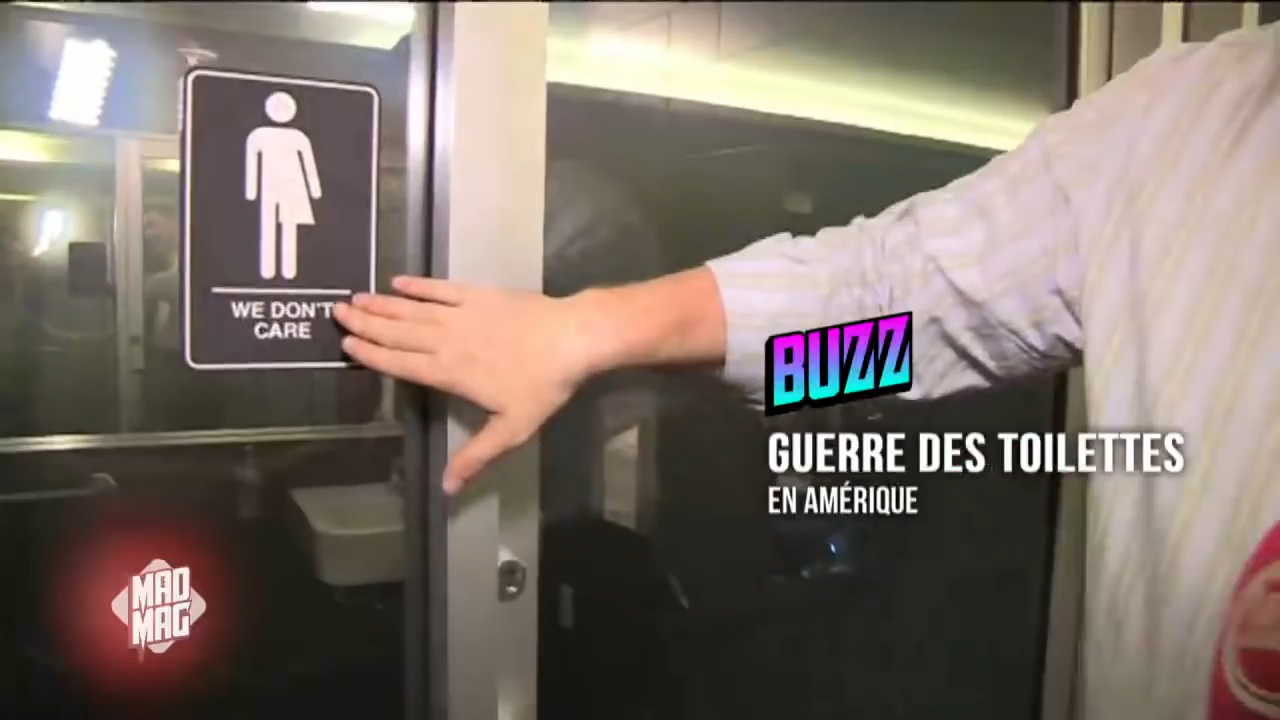 WE DON'T
CARE
BUZZ
GUERRE DES TOILETTES
EN AMÉRIQUE
MAD
MAG